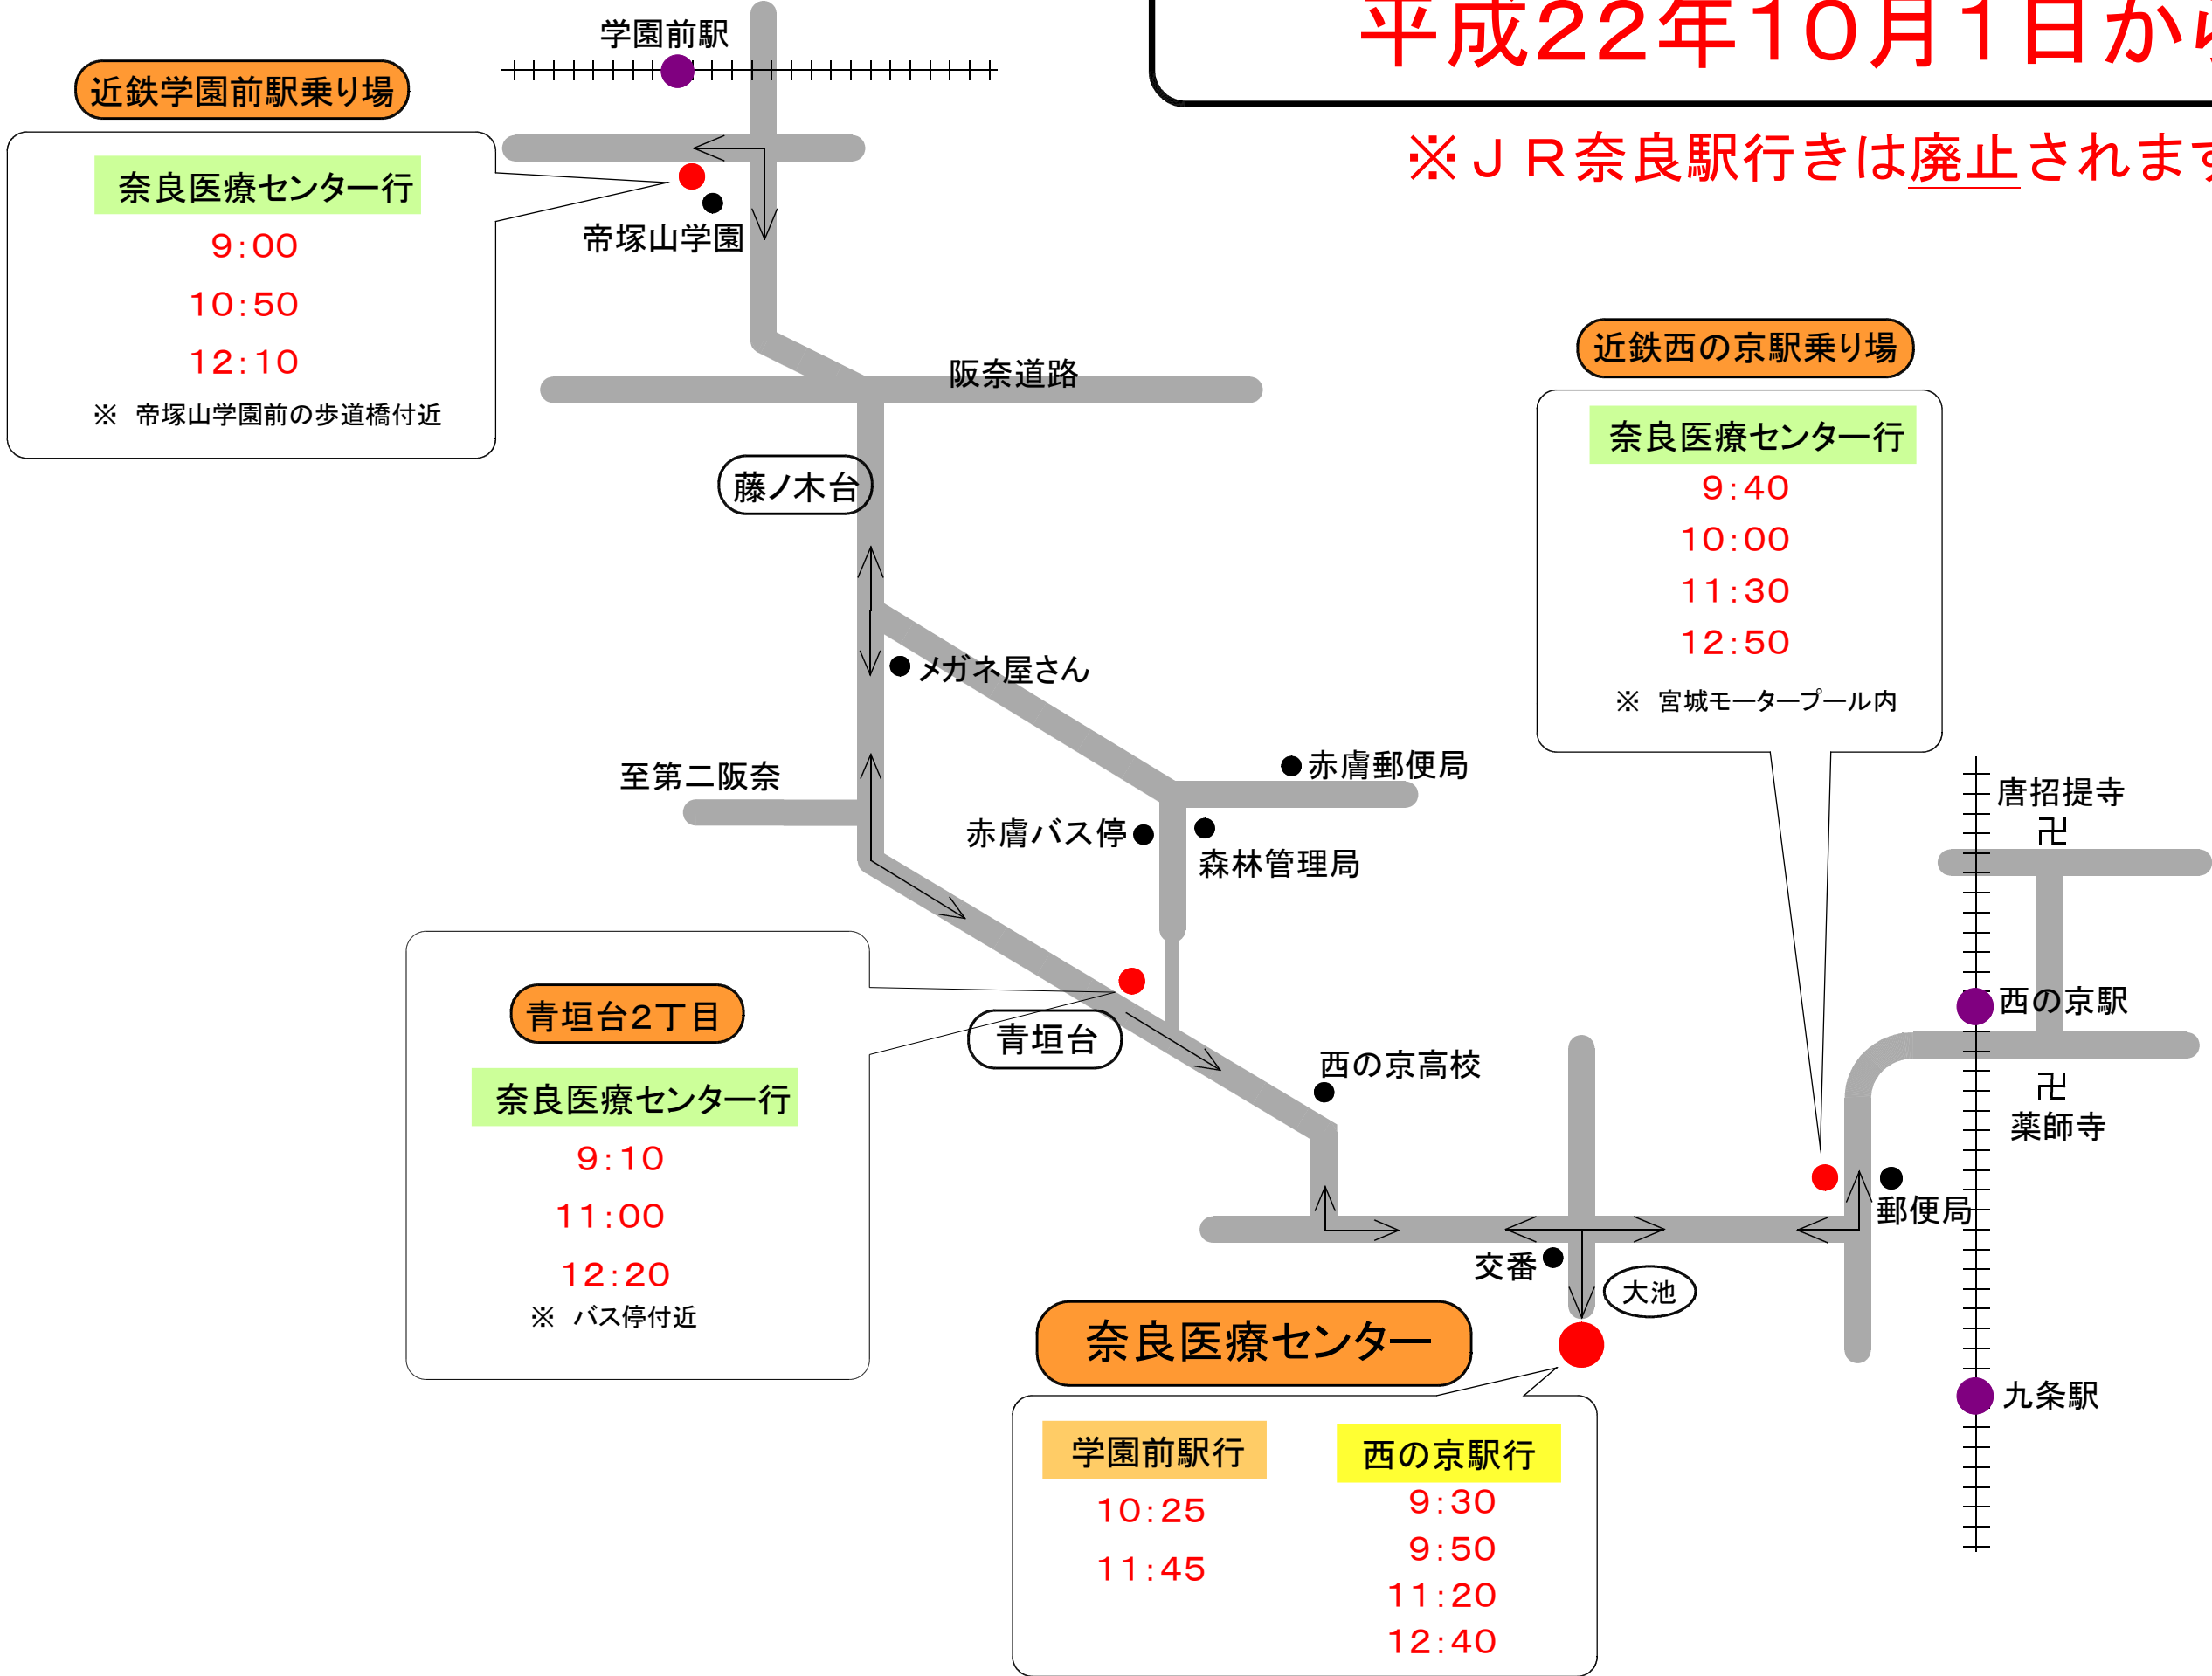 平成22年10月1日から
※ＪＲ奈良駅行きは廃止されます
学園前駅
近鉄学園前駅乗り場
奈良医療センター行
9:00
10:50
12:10
※ 帝塚山学園前の歩道橋付近
帝塚山学園
阪奈道路
藤ノ木台
近鉄西の京駅乗り場
奈良医療センター行
9:40
10:00
11:30
12:50
※ 宮城モータープール内
メガネ屋さん
至第二阪奈
赤膚郵便局
赤膚バス停
森林管理局
唐招提寺
卍
西の京駅
卍
薬師寺
青垣台2丁目
奈良医療センター行
9:10
11:00
12:20
※ バス停付近
青垣台
西の京高校
郵便局
交番
大池
九条駅
奈良医療センター
学園前駅行
10:25
11:45
西の京駅行
9:30
9:50
11:20
12:40